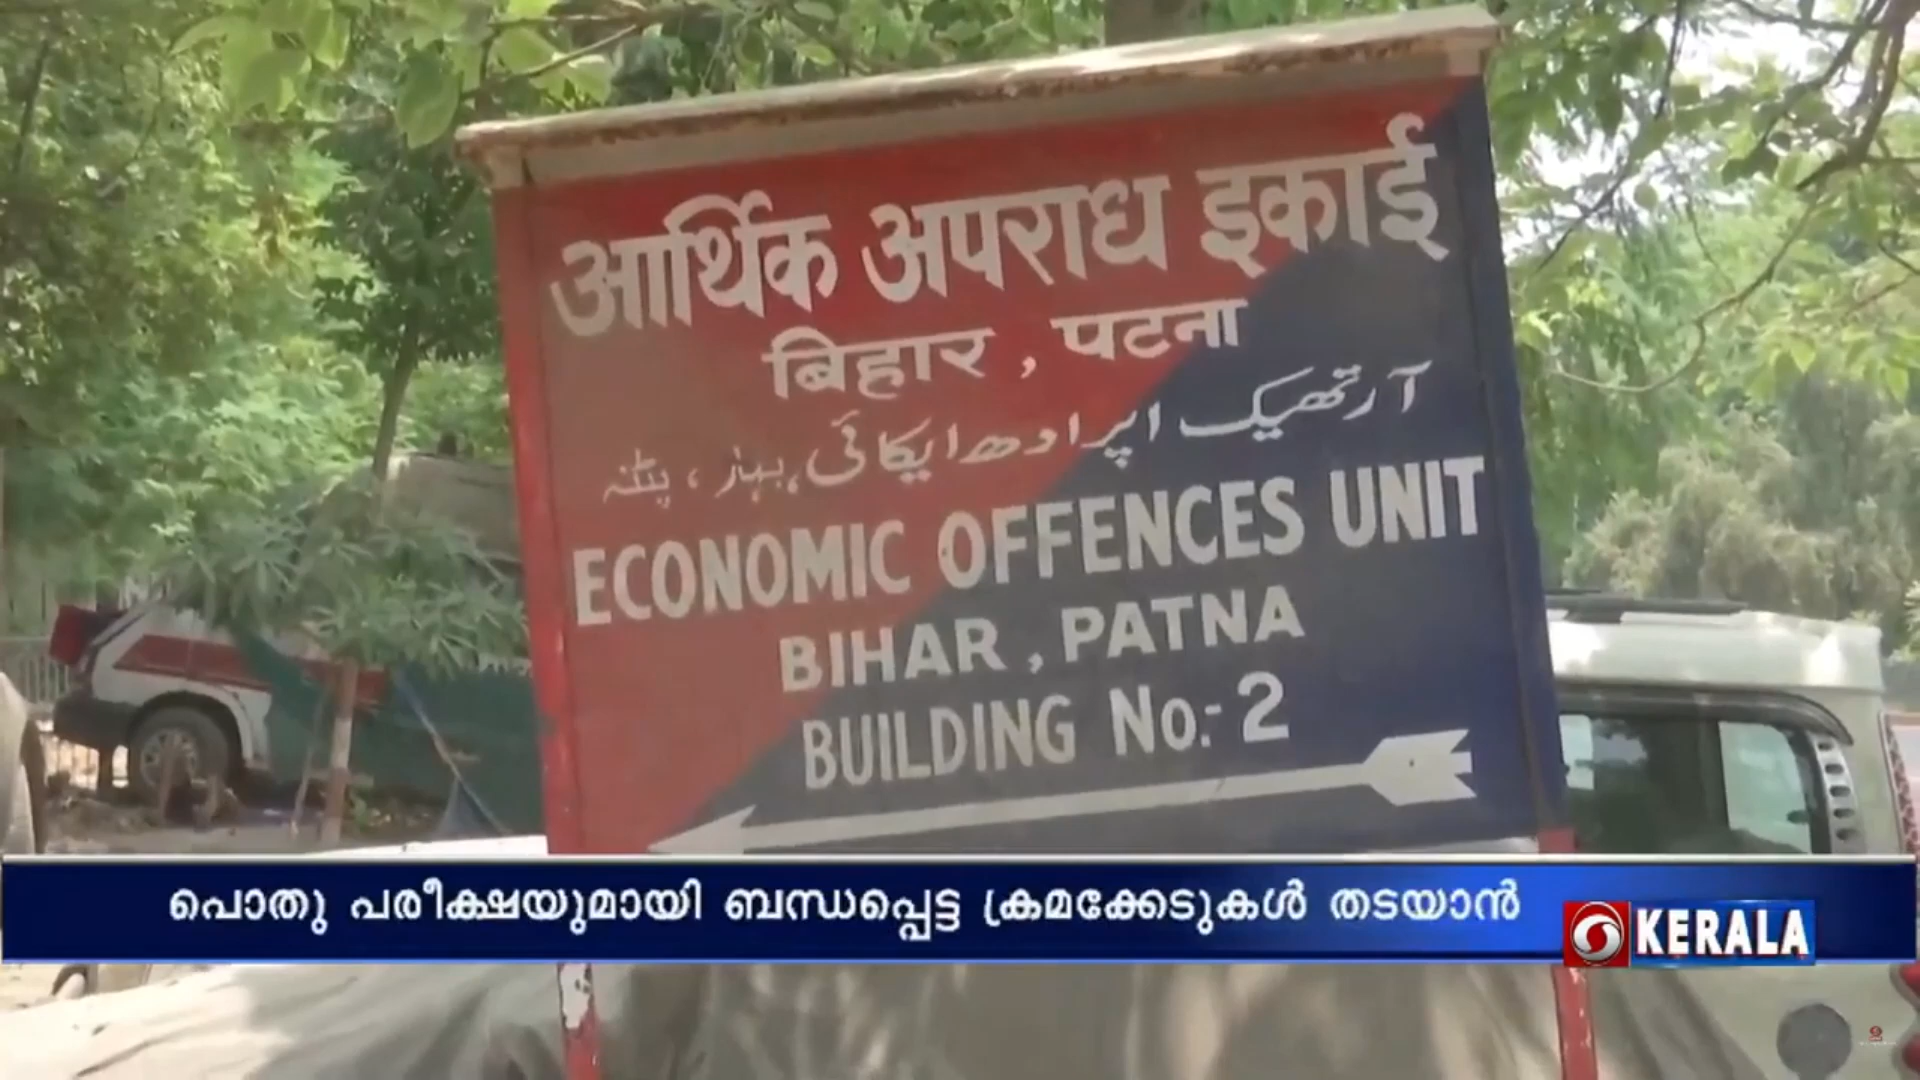 आर्थिक अपराध इकाई
बिहार , पटना
آرتھیک اپرادھ ایکائی، بہار، پٹنہ
ECONOMIC OFFENCES UNIT
BIHAR, PATNA
BUILDING No:- 2
പൊതു പരീക്ഷയുമായി ബന്ധപ്പെട്ട ക്രമക്കേടുകൾ തടയാൻ
KERALA